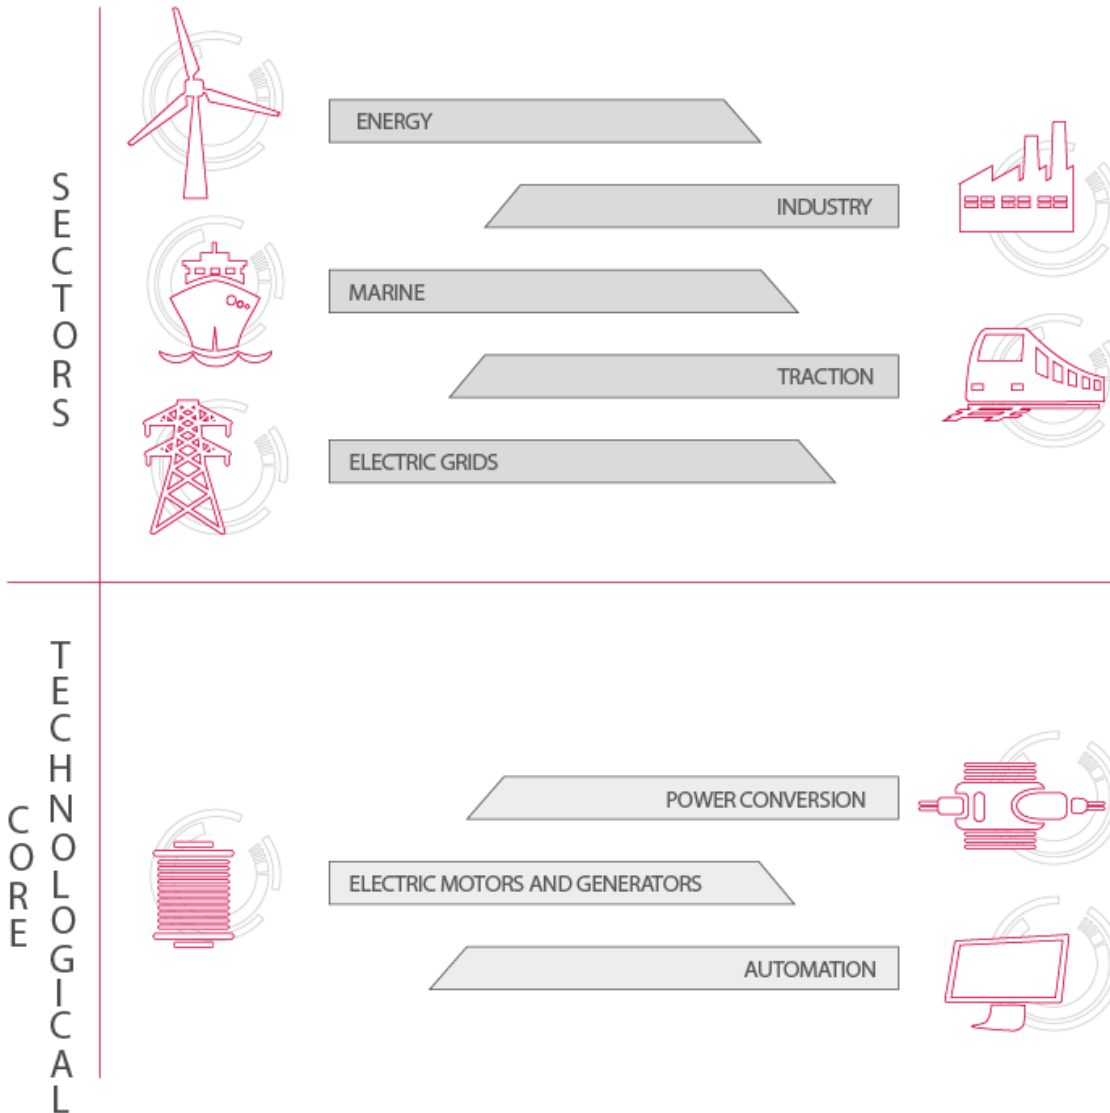 SECTORS
ENERGY
INDUSTRY
MARINE
TRACTION
ELECTRIC GRIDS
TECHNOLOGICAL
CORE
POWER CONVERSION
ELECTRIC MOTORS AND GENERATORS
AUTOMATION